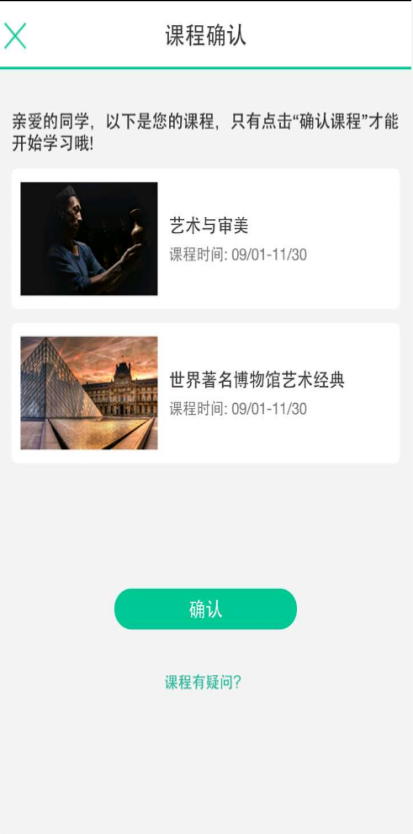 课程确认
亲爱的同学，以下是您的课程，只有点击“确认课程”才能
开始学习哦!
艺术与审美
课程时间: 09/01-11/30
世界著名博物馆艺术经典
课程时间: 09/01-11/30
确认
课程有疑问?